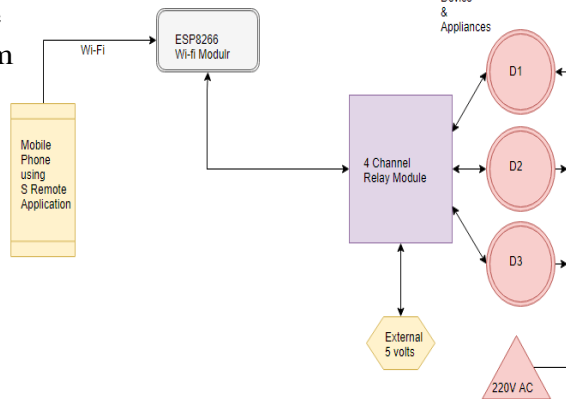 &
Appliances
ESP8266
Wi-fi Modulr
Wi-Fi
m
D1
Mobile
Phone
using
S Remote
Application
4 Channel
Relay Module
D2
D3
External
5 volts
220V AC